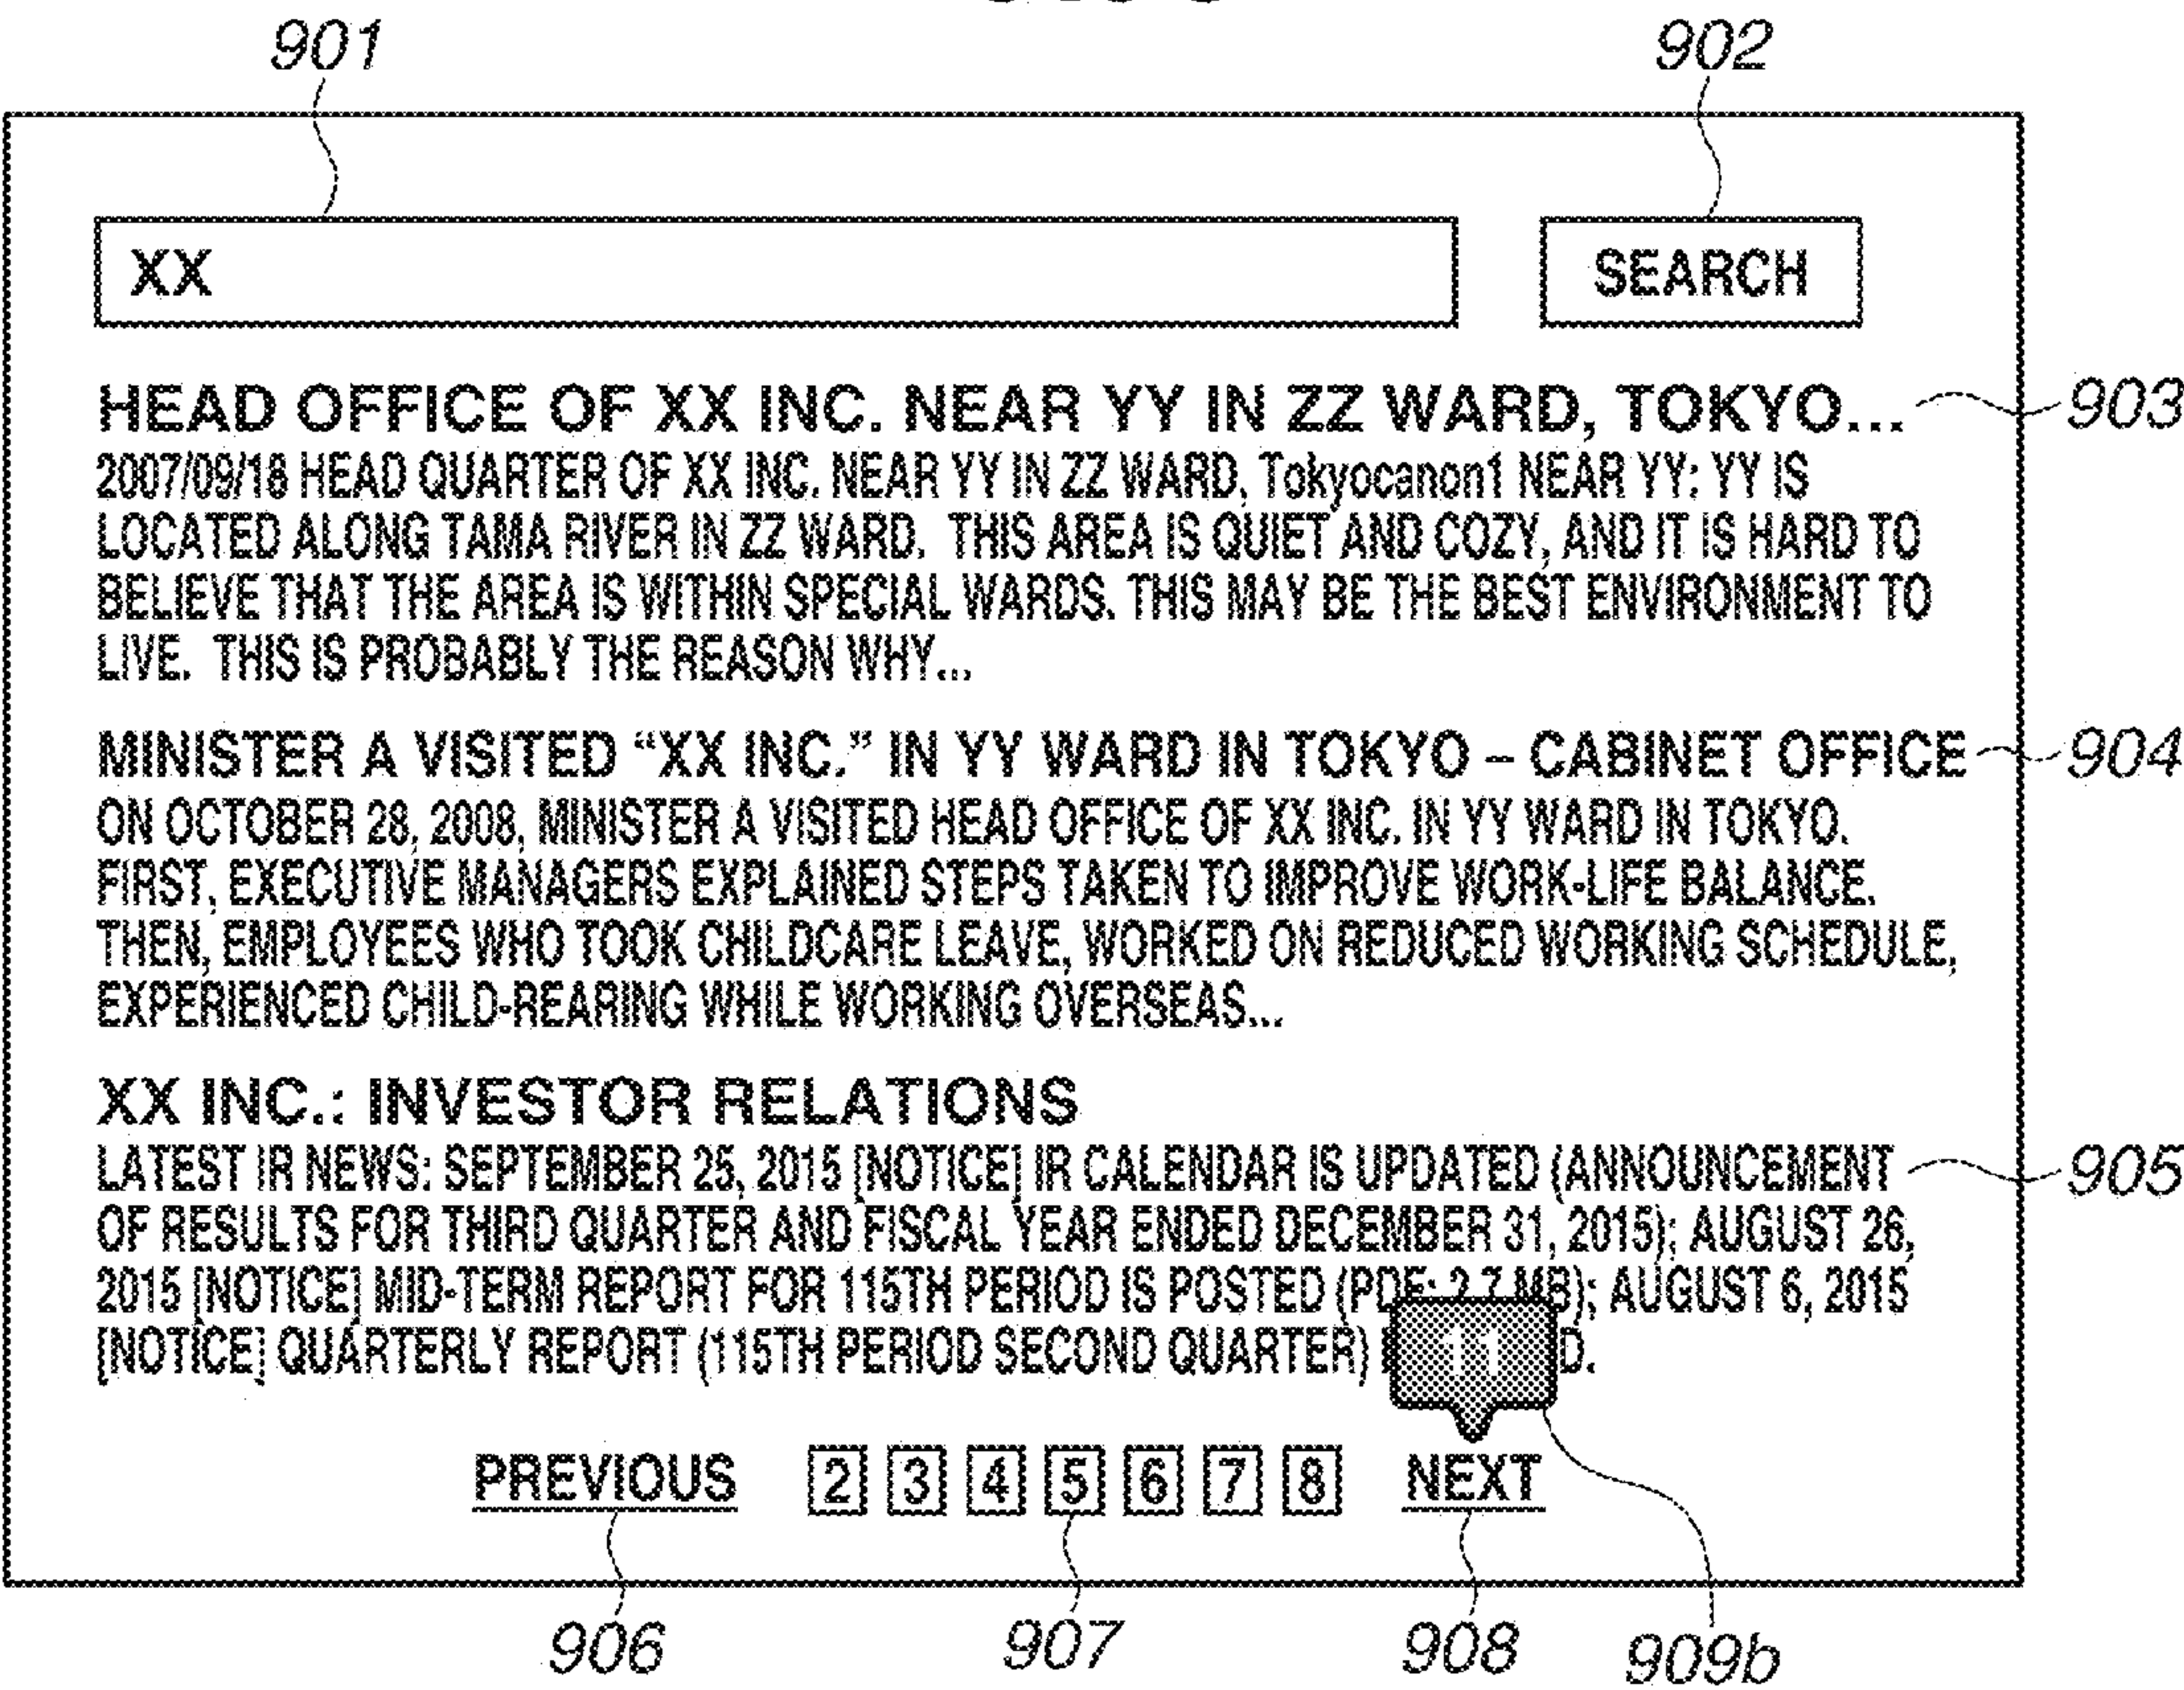 901
902
XX
SEARCH
HEAD OFFICE OF XX INC. NEAR YY IN ZZ WARD, TOKYO...
903
2007/09/18 HEAD QUARTER OF XX INC. NEAR YY IN ZZ WARD, Tokyocanon1 NEAR YY: YY IS
LOCATED ALONG TAMA RIVER IN ZZ WARD. THIS AREA IS QUIET AND COZY, AND IT IS HARD TO
BELIEVE THAT THE AREA IS WITHIN SPECIAL WARDS. THIS MAY BE THE BEST ENVIRONMENT TO
LIVE. THIS IS PROBABLY THE REASON WHY...
MINISTER A VISITED “XX INC.” IN YY WARD IN TOKYO – CABINET OFFICE
904
ON OCTOBER 28, 2008, MINISTER A VISITED HEAD OFFICE OF XX INC. IN YY WARD IN TOKYO.
FIRST, EXECUTIVE MANAGERS EXPLAINED STEPS TAKEN TO IMPROVE WORK-LIFE BALANCE.
THEN, EMPLOYEES WHO TOOK CHILDCARE LEAVE, WORKED ON REDUCED WORKING SCHEDULE,
EXPERIENCED CHILD-REARING WHILE WORKING OVERSEAS...
XX INC.: INVESTOR RELATIONS
LATEST IR NEWS: SEPTEMBER 25, 2015 [NOTICE] IR CALENDAR IS UPDATED (ANNOUNCEMENT
905
OF RESULTS FOR THIRD QUARTER AND FISCAL YEAR ENDED DECEMBER 31, 2015); AUGUST 26,
2015 [NOTICE] MID-TERM REPORT FOR 115TH PERIOD IS POSTED (PDF: 2.7 MB); AUGUST 6, 2015
[NOTICE] QUARTERLY REPORT (115TH PERIOD SECOND QUARTER) D.
11
PREVIOUS 2 3 4 5 6 7 8 NEXT
906
907
908
909b